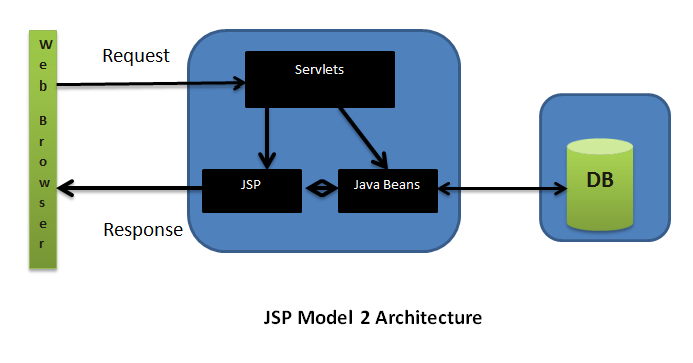 Web Browser
Request
Servlets
JSP
Java Beans
DB
Response
JSP Model 2 Architecture